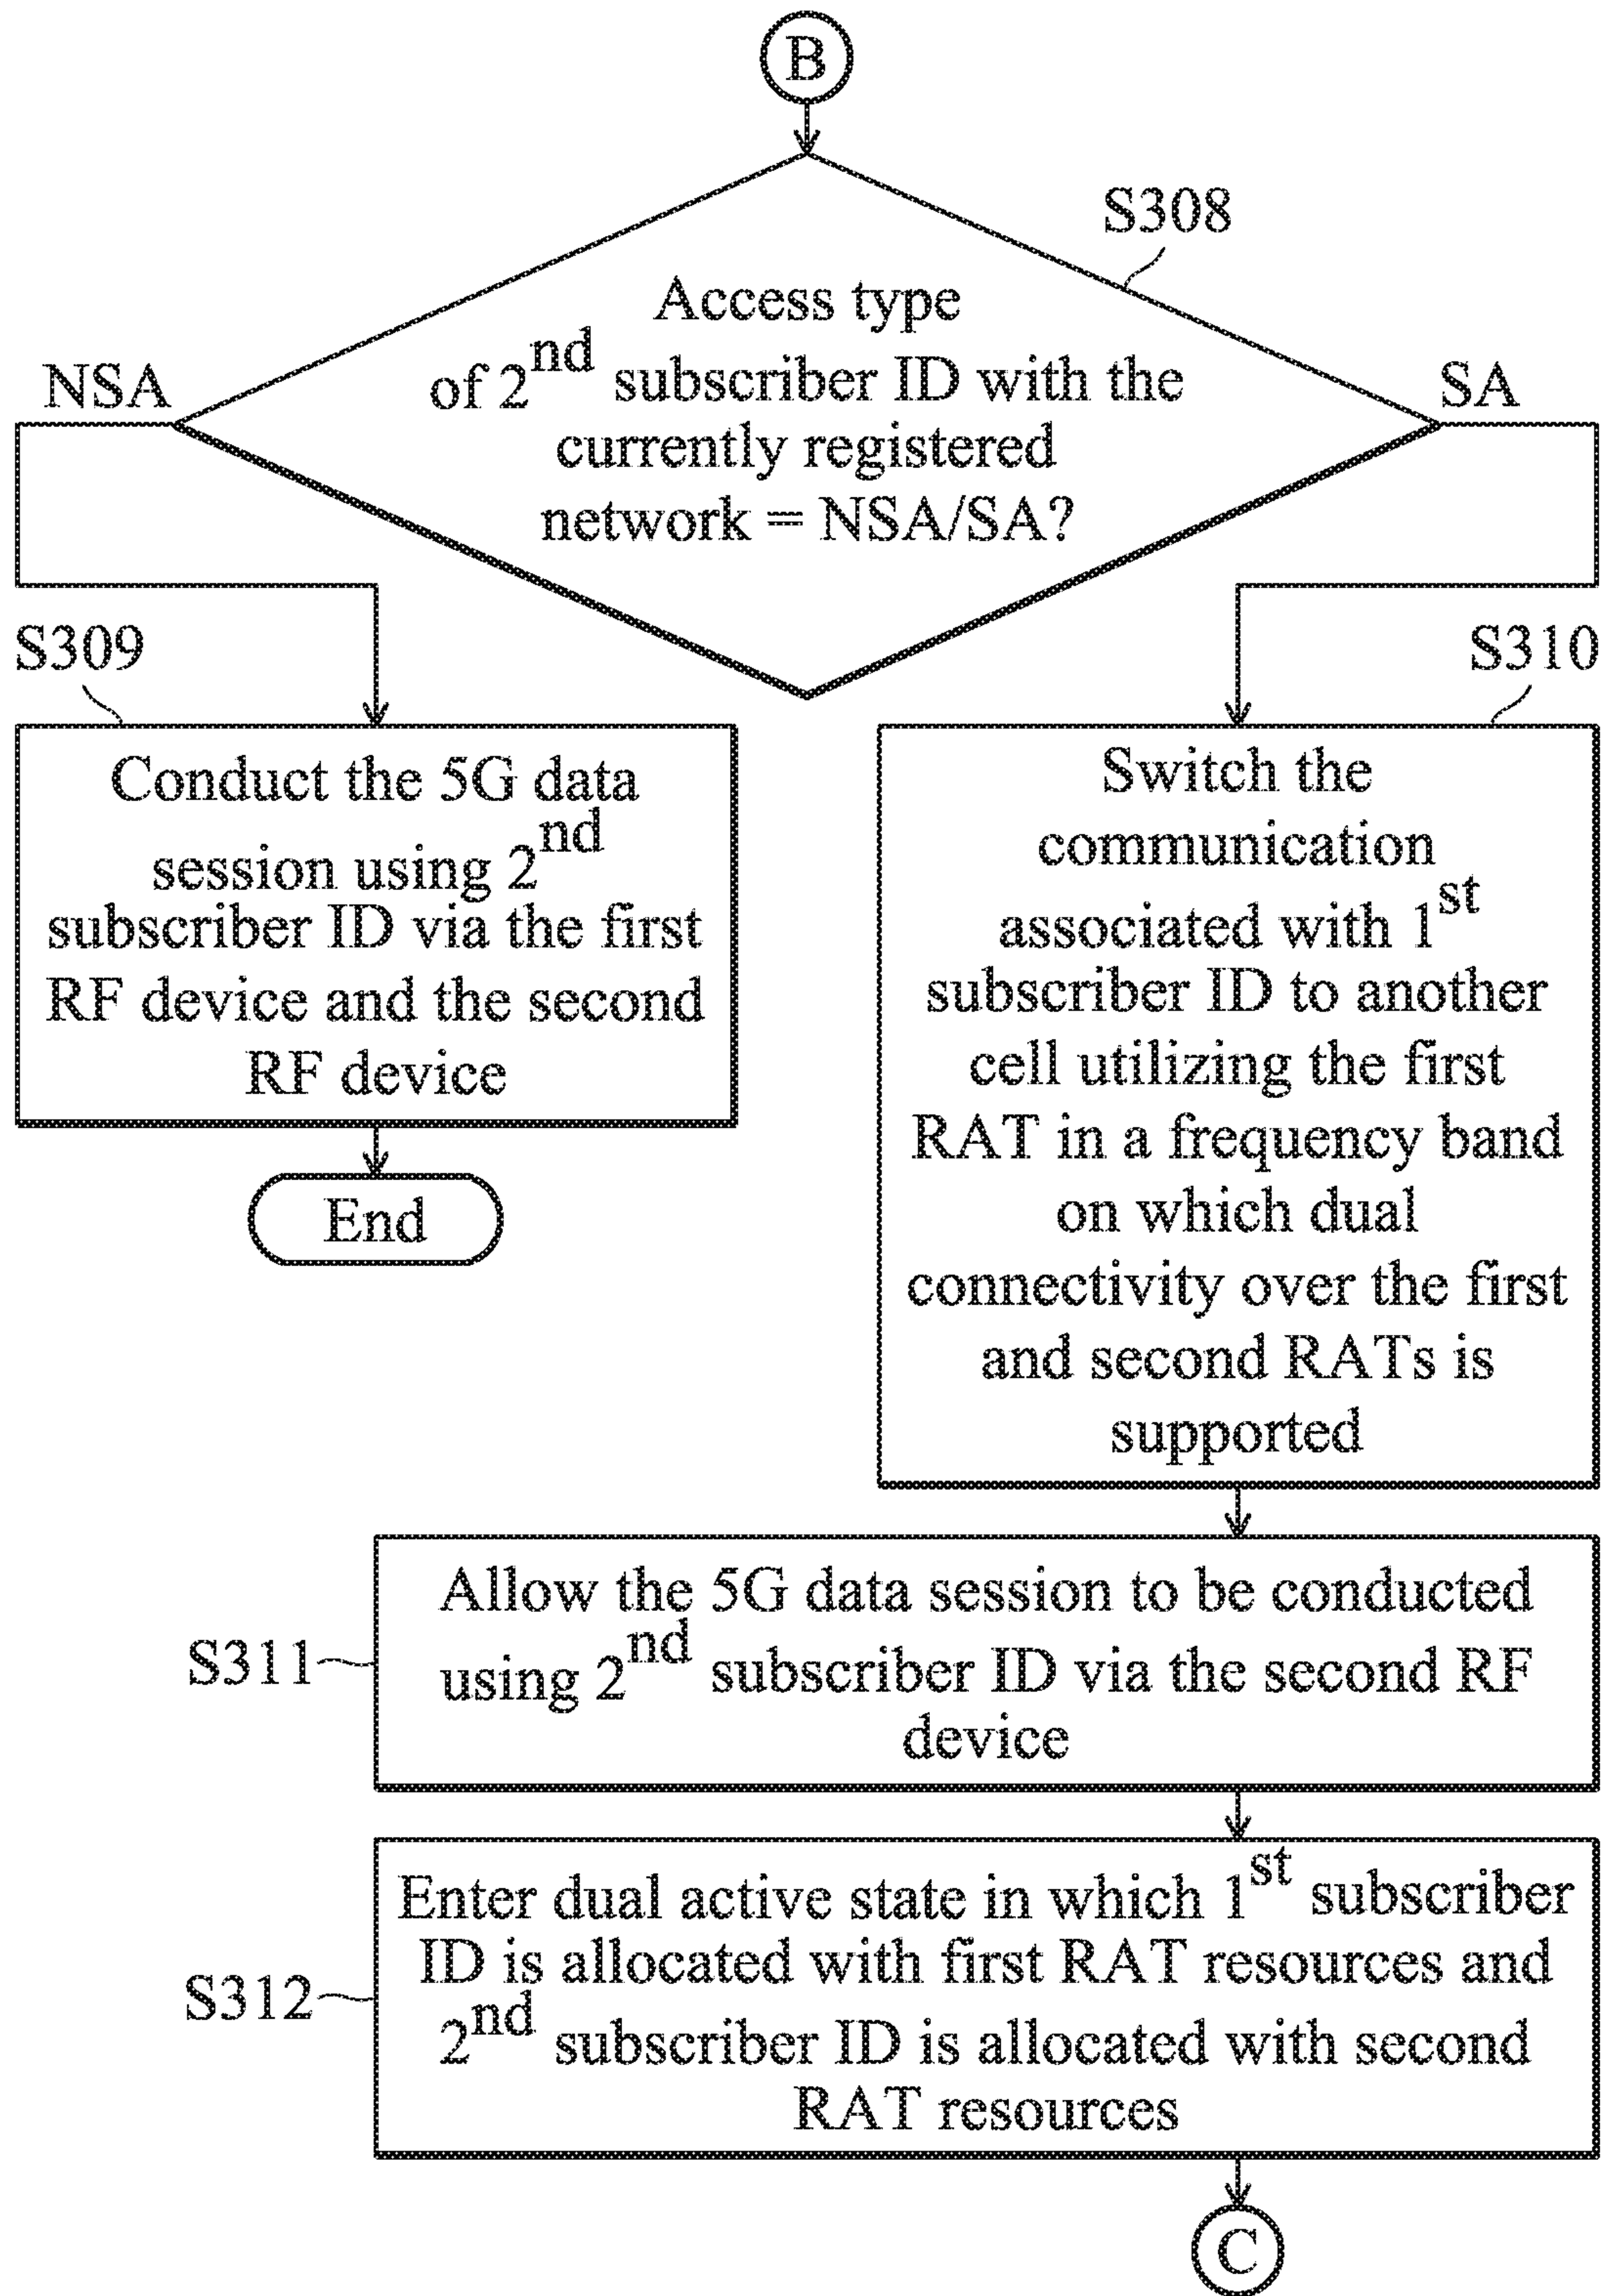 B
S308
Access type
of 2nd subscriber ID with the
currently registered
network = NSA/SA?
NSA
SA
S309
Conduct the 5G data
session using 2nd
subscriber ID via the first
RF device and the second
RF device
End
S310
Switch the
communication
associated with 1st
subscriber ID to another
cell utilizing the first
RAT in a frequency band
on which dual
connectivity over the first
and second RATs is
supported
S311
Allow the 5G data session to be conducted
using 2nd subscriber ID via the second RF
device
S312
Enter dual active state in which 1st subscriber
ID is allocated with first RAT resources and
2nd subscriber ID is allocated with second
RAT resources
C